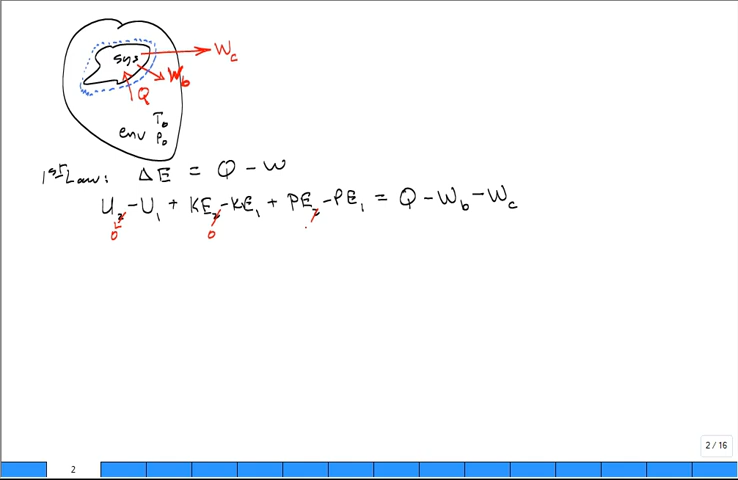 sys
W_c
W_b
Q
T_0
env P_0
1st Law: ΔE = Q - W
U_2 - U_1 + KE_2 - KE_1 + PE_2 - PE_1 = Q - W_b - W_c
0 0
2 / 16
2